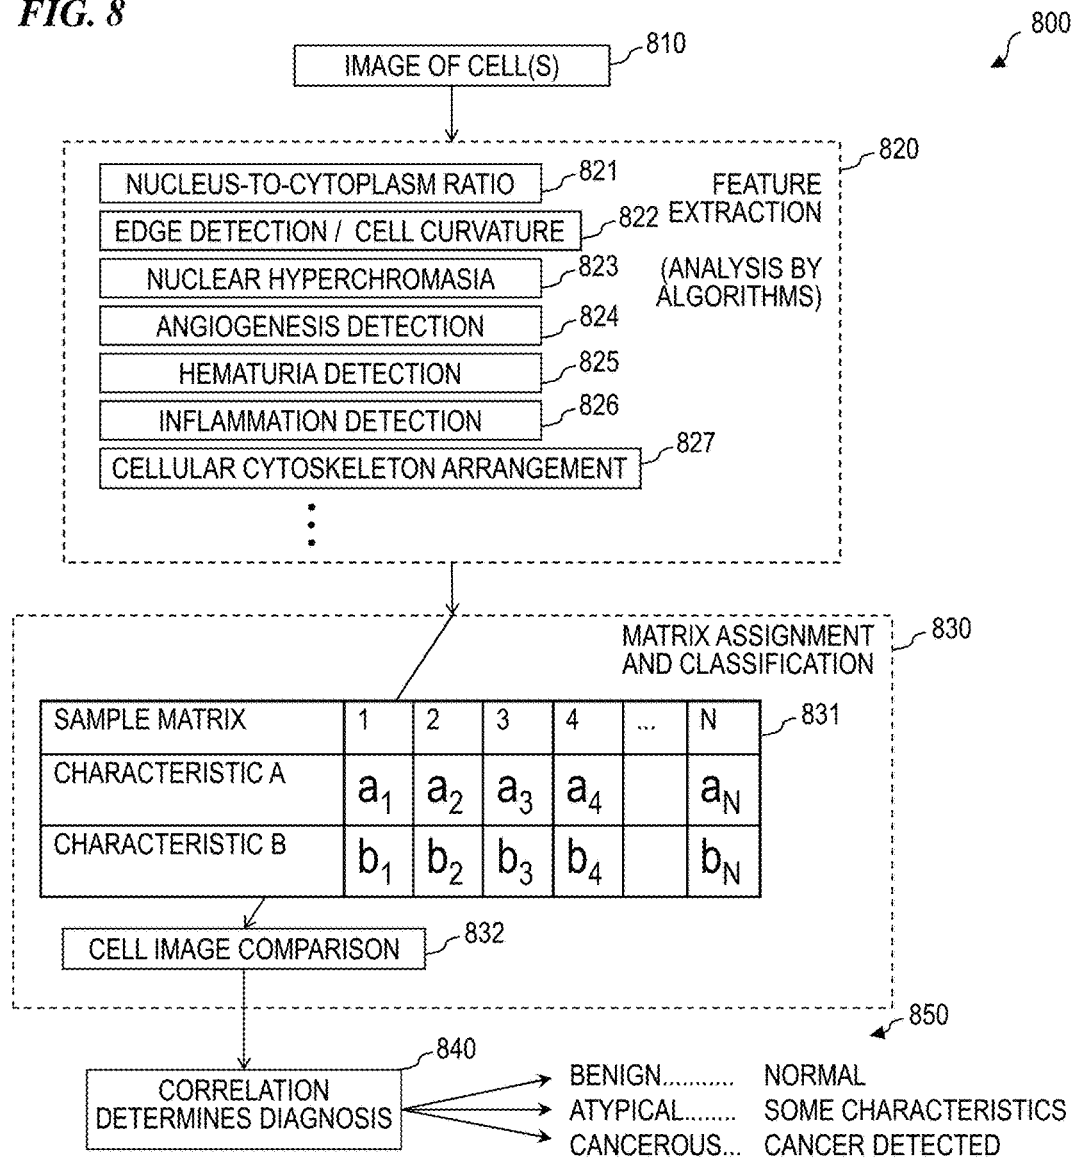 FIG. 8
800
IMAGE OF CELL(S) 810
820
NUCLEUS-TO-CYTOPLASM RATIO 821
FEATURE
EXTRACTION
EDGE DETECTION / CELL CURVATURE 822
NUCLEAR HYPERCHROMASIA 823
(ANALYSIS BY
ALGORITHMS)
ANGIOGENESIS DETECTION 824
HEMATURIA DETECTION 825
INFLAMMATION DETECTION 826
CELLULAR CYTOSKELETON ARRANGEMENT 827
830
MATRIX ASSIGNMENT
AND CLASSIFICATION
SAMPLE MATRIX 1 2 3 4 ... N 831
CHARACTERISTIC A a1 a2 a3 a4 aN
CHARACTERISTIC B b1 b2 b3 b4 bN
CELL IMAGE COMPARISON 832
850
840
CORRELATION
DETERMINES DIAGNOSIS
BENIGN........... NORMAL
ATYPICAL........ SOME CHARACTERISTICS
CANCEROUS... CANCER DETECTED